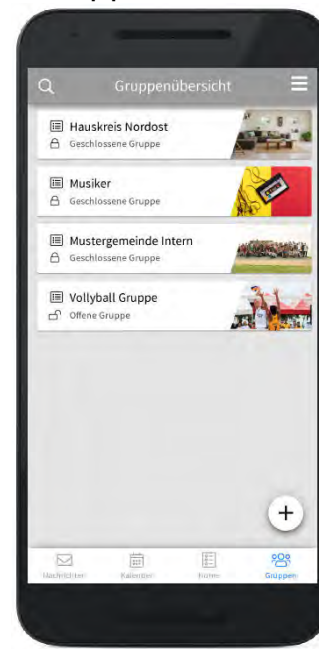 Gruppenübersicht
Hauskreis Nordost
Geschlossene Gruppe
Musiker
Geschlossene Gruppe
Mustergemeinde Intern
Geschlossene Gruppe
Vollyball Gruppe
Offene Gruppe
Nachrichten
Kalender
Gruppen